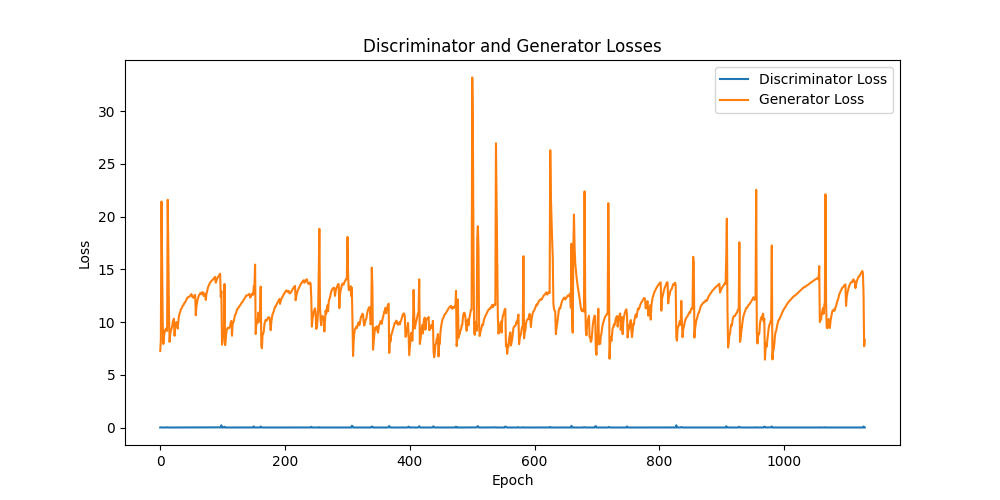 Discriminator and Generator Losses
Discriminator Loss
Generator Loss
30
25
20
15
10
5
0
Loss
0 200 400 600 800 1000
Epoch